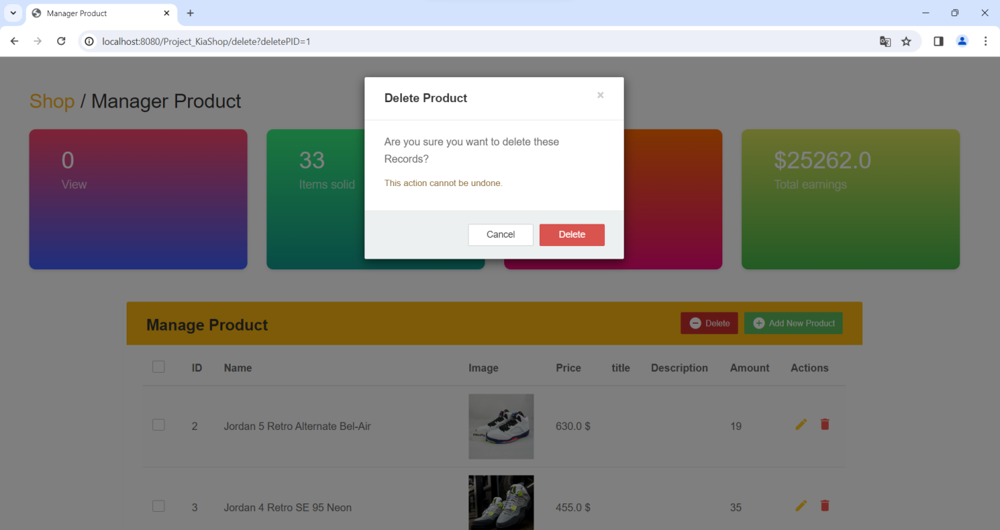 Manager Product
localhost:8080/Project_KiaShop/delete?deletePID=1
Shop / Manager Product
0
View
33
Items solid
$25262.0
Total earnings
Delete Product
Are you sure you want to delete these
Records?
This action cannot be undone.
Cancel Delete
Manage Product
Delete Add New Product
ID Name Image Price title Description Amount Actions
2 Jordan 5 Retro Alternate Bel-Air 630.0 $ 19
3 Jordan 4 Retro SE 95 Neon 455.0 $ 35